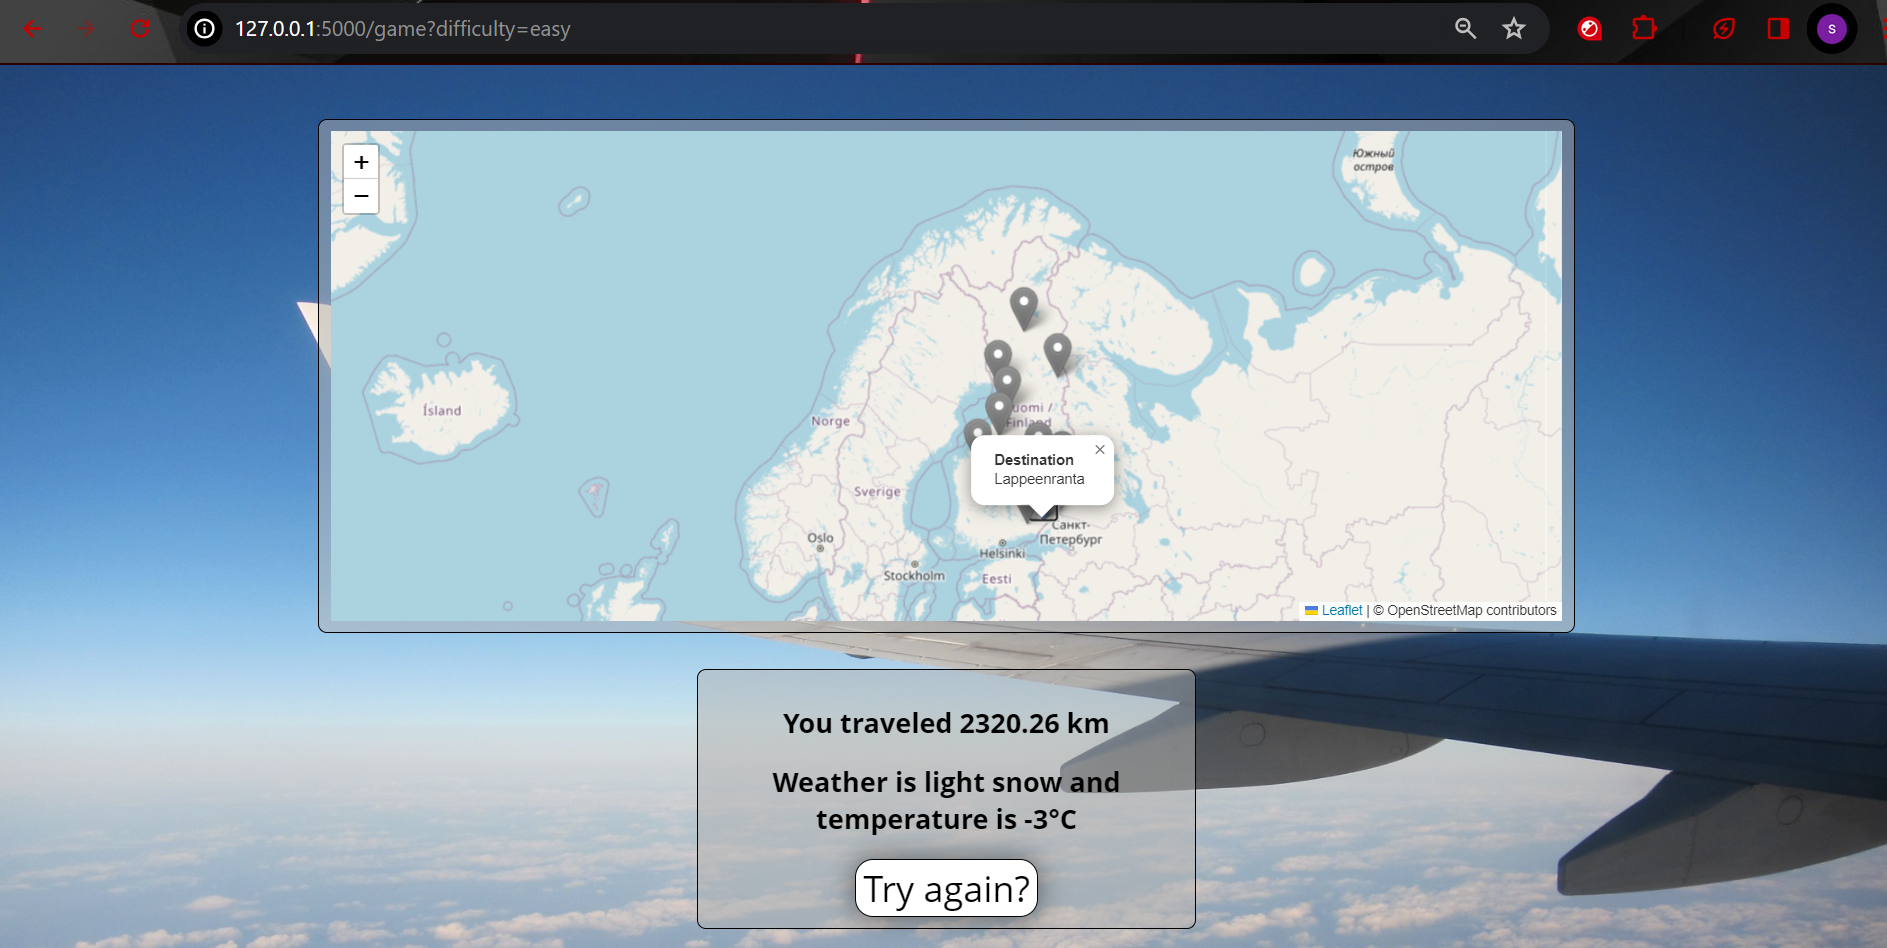 127.0.0.1:5000/game?difficulty=easy
S
+
−
Южный
остров
Ísland
Norge
Suomi /
Finland
Destination
Lappeenranta
×
Sverige
Санкт-
Петербург
Oslo
Helsinki
Stockholm
Eesti
Leaflet | © OpenStreetMap contributors
You traveled 2320.26 km
Weather is light snow and
temperature is -3°C
Try again?